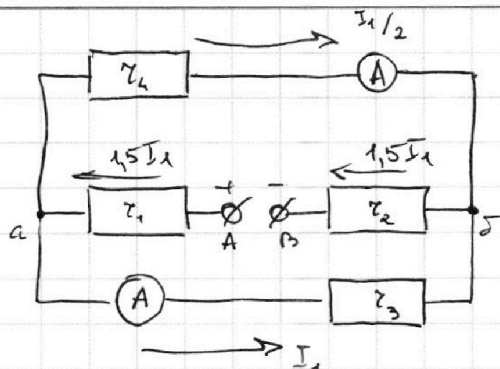 I₁/2
r₄
A
1,5I₁
1,5I₁
+
-
a
r₁
A
B
r₂
б
A
r₃
I₁